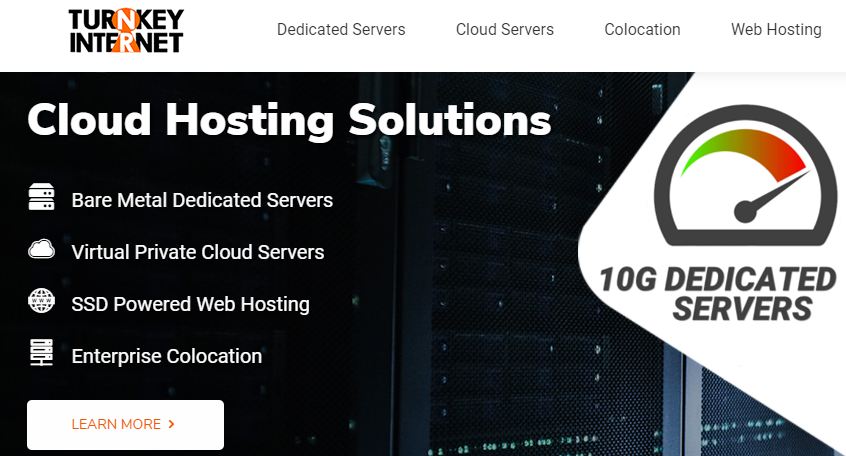 TURNKEY
INTERNET
Dedicated Servers
Cloud Servers
Colocation
Web Hosting
Cloud Hosting Solutions
Bare Metal Dedicated Servers
Virtual Private Cloud Servers
WWW
SSD Powered Web Hosting
Enterprise Colocation
LEARN MORE >
10G DEDICATED
SERVERS